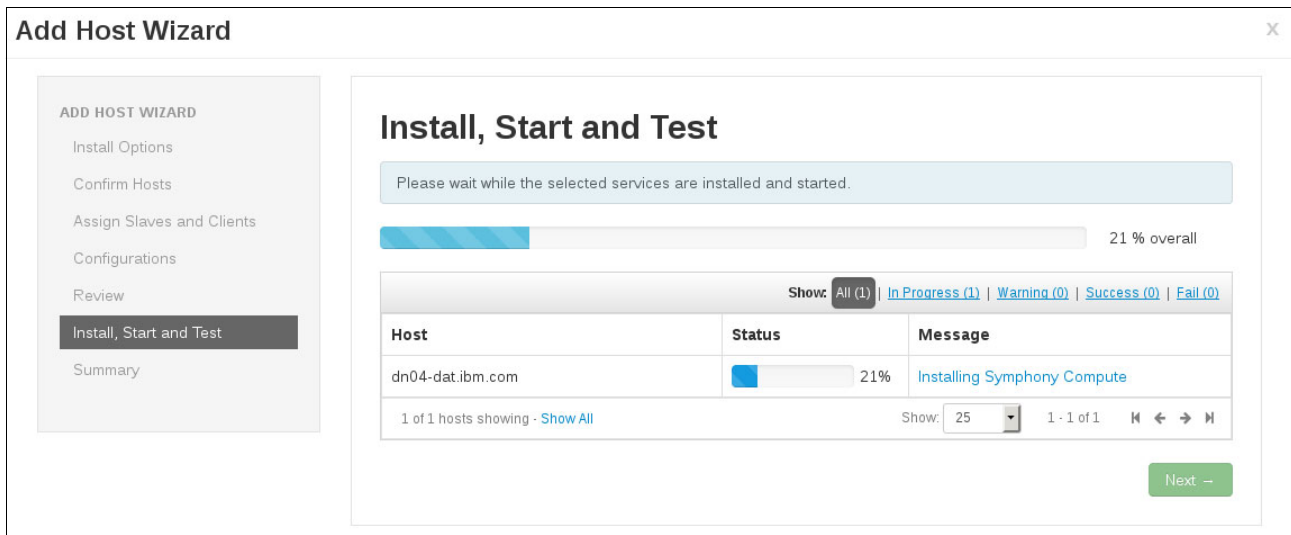 Add Host Wizard
X
ADD HOST WIZARD
Install Options
Confirm Hosts
Assign Slaves and Clients
Configurations
Review
Install, Start and Test
Summary
Install, Start and Test
Please wait while the selected services are installed and started.
21 % overall
Show: All (1) | In Progress (1) | Warning (0) | Success (0) | Fail (0)
Host Status Message
dn04-dat.ibm.com 21% Installing Symphony Compute
1 of 1 hosts showing - Show All Show: 25 1 - 1 of 1
Next →